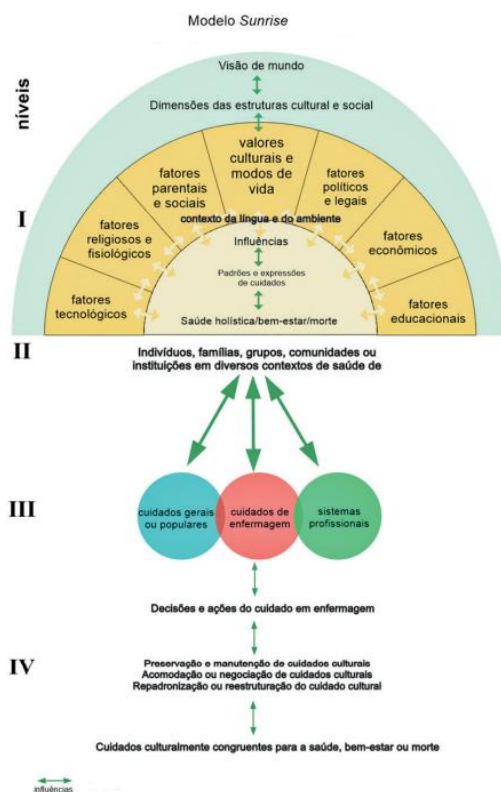 Modelo Sunrise
níveis
Visão de mundo
Dimensões das estruturas cultural e social
valores
culturais e
modos de
vida
fatores
parentais
e sociais
fatores
políticos
e legais
I
contexto da língua e do ambiente
fatores
religiosos e
fisiológicos
Influências
fatores
econômicos
Padrões e expressões
de cuidados
fatores
tecnológicos
Saúde holística/bem-estar/morte
fatores
educacionais
II
Indivíduos, famílias, grupos, comunidades ou
instituições em diversos contextos de saúde de
III
cuidados gerais
ou populares
cuidados de
enfermagem
sistemas
profissionais
Decisões e ações do cuidado em enfermagem
IV
Preservação e manutenção de cuidados culturais
Acomodação ou negociação de cuidados culturais
Repadronização ou reestruturação do cuidado cultural
Cuidados culturalmente congruentes para a saúde, bem-estar ou morte
influências